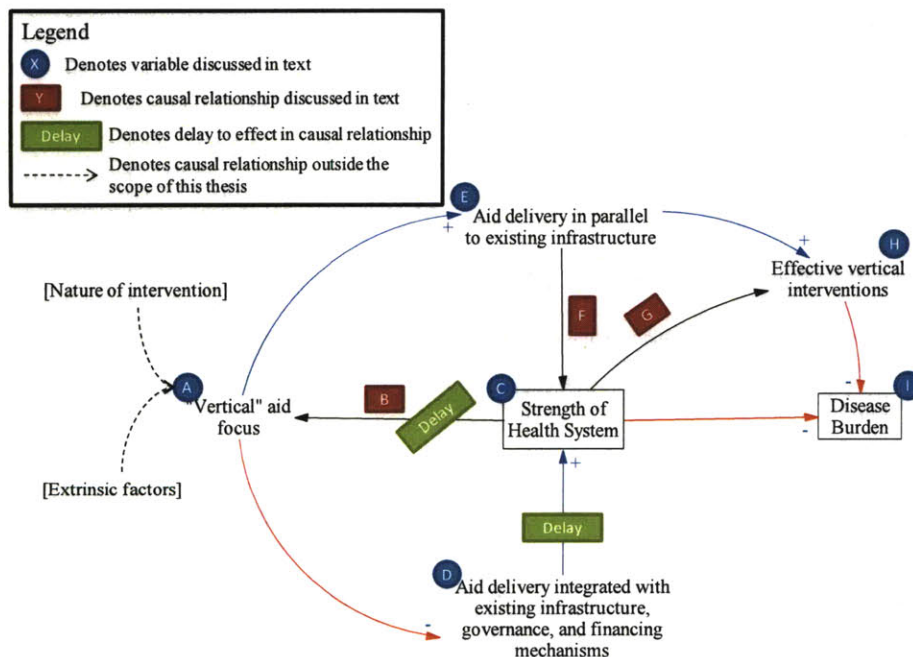 Legend
X Denotes variable discussed in text
Y Denotes causal relationship discussed in text
Delay Denotes delay to effect in causal relationship
Denotes causal relationship outside the
scope of this thesis
E
Aid delivery in parallel
to existing infrastructure
+
+
H
Effective vertical
interventions
[Nature of intervention]
F
G
A
"Vertical" aid
focus
B
Delay
C
Strength of
Health System
-
-
I
Disease
Burden
[Extrinsic factors]
+
Delay
D
-
Aid delivery integrated with
existing infrastructure,
governance, and financing
mechanisms